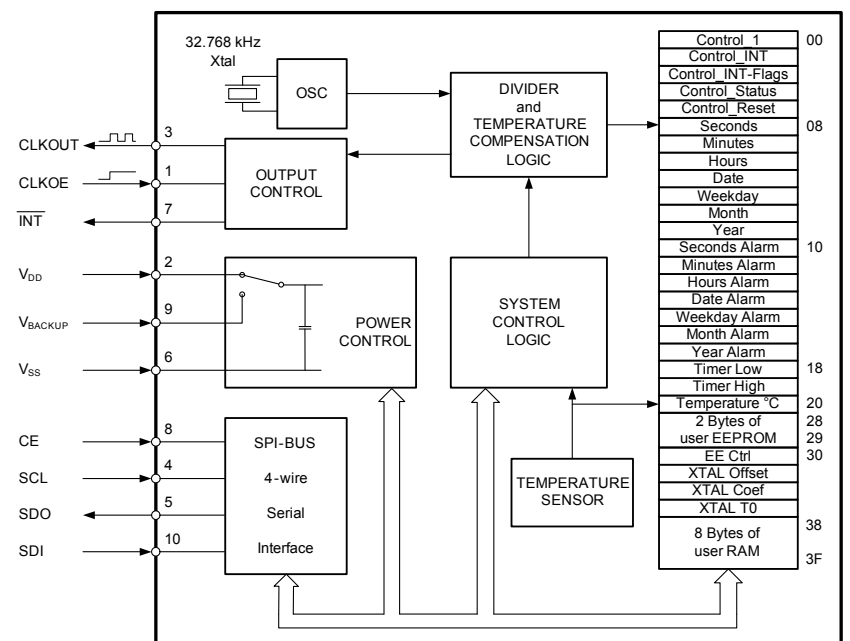 32.768 kHz
Xtal
OSC
DIVIDER
and
TEMPERATURE
COMPENSATION
LOGIC
CLKOUT
3
CLKOE
1
INT
7
OUTPUT
CONTROL
VDD
2
VBACKUP
9
VSS
6
POWER
CONTROL
SYSTEM
CONTROL
LOGIC
CE
8
SCL
4
SDO
5
SDI
10
SPI-BUS
4-wire
Serial
Interface
TEMPERATURE
SENSOR
Control_1 00
Control_INT
Control_INT-Flags
Control_Status
Control_Reset
Seconds 08
Minutes
Hours
Date
Weekday
Month
Year
Seconds Alarm 10
Minutes Alarm
Hours Alarm
Date Alarm
Weekday Alarm
Month Alarm
Year Alarm
Timer Low 18
Timer High
Temperature °C 20
2 Bytes of 28
user EEPROM 29
EE Ctrl 30
XTAL Offset
XTAL Coef
XTAL T0
38
8 Bytes of
user RAM
3F